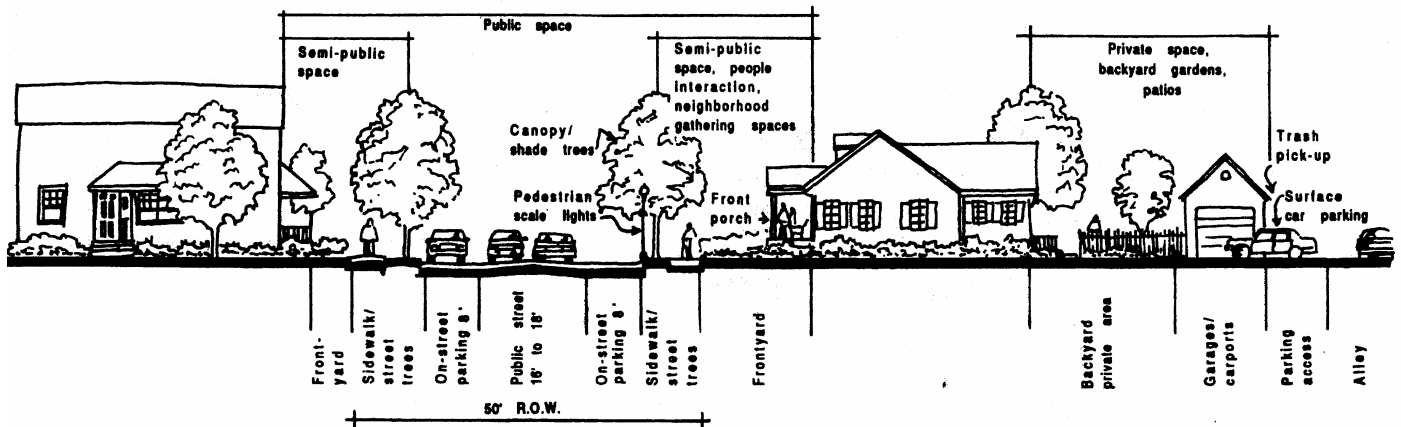 Public space
Semi-public
space
Semi-public
space, people
interaction,
neighborhood
gathering spaces
Private space,
backyard gardens,
patios
Canopy/
shade trees
Pedestrian
scale lights
Front
porch
Trash
pick-up
Surface
car parking
Front-
yard
Sidewalk/
street
trees
On-street
parking 8'
Public street
16' to 18'
On-street
parking 8'
Sidewalk/
street
trees
Frontyard
Backyard
private area
Garages/
carports
Parking
access
Alley
50' R.O.W.